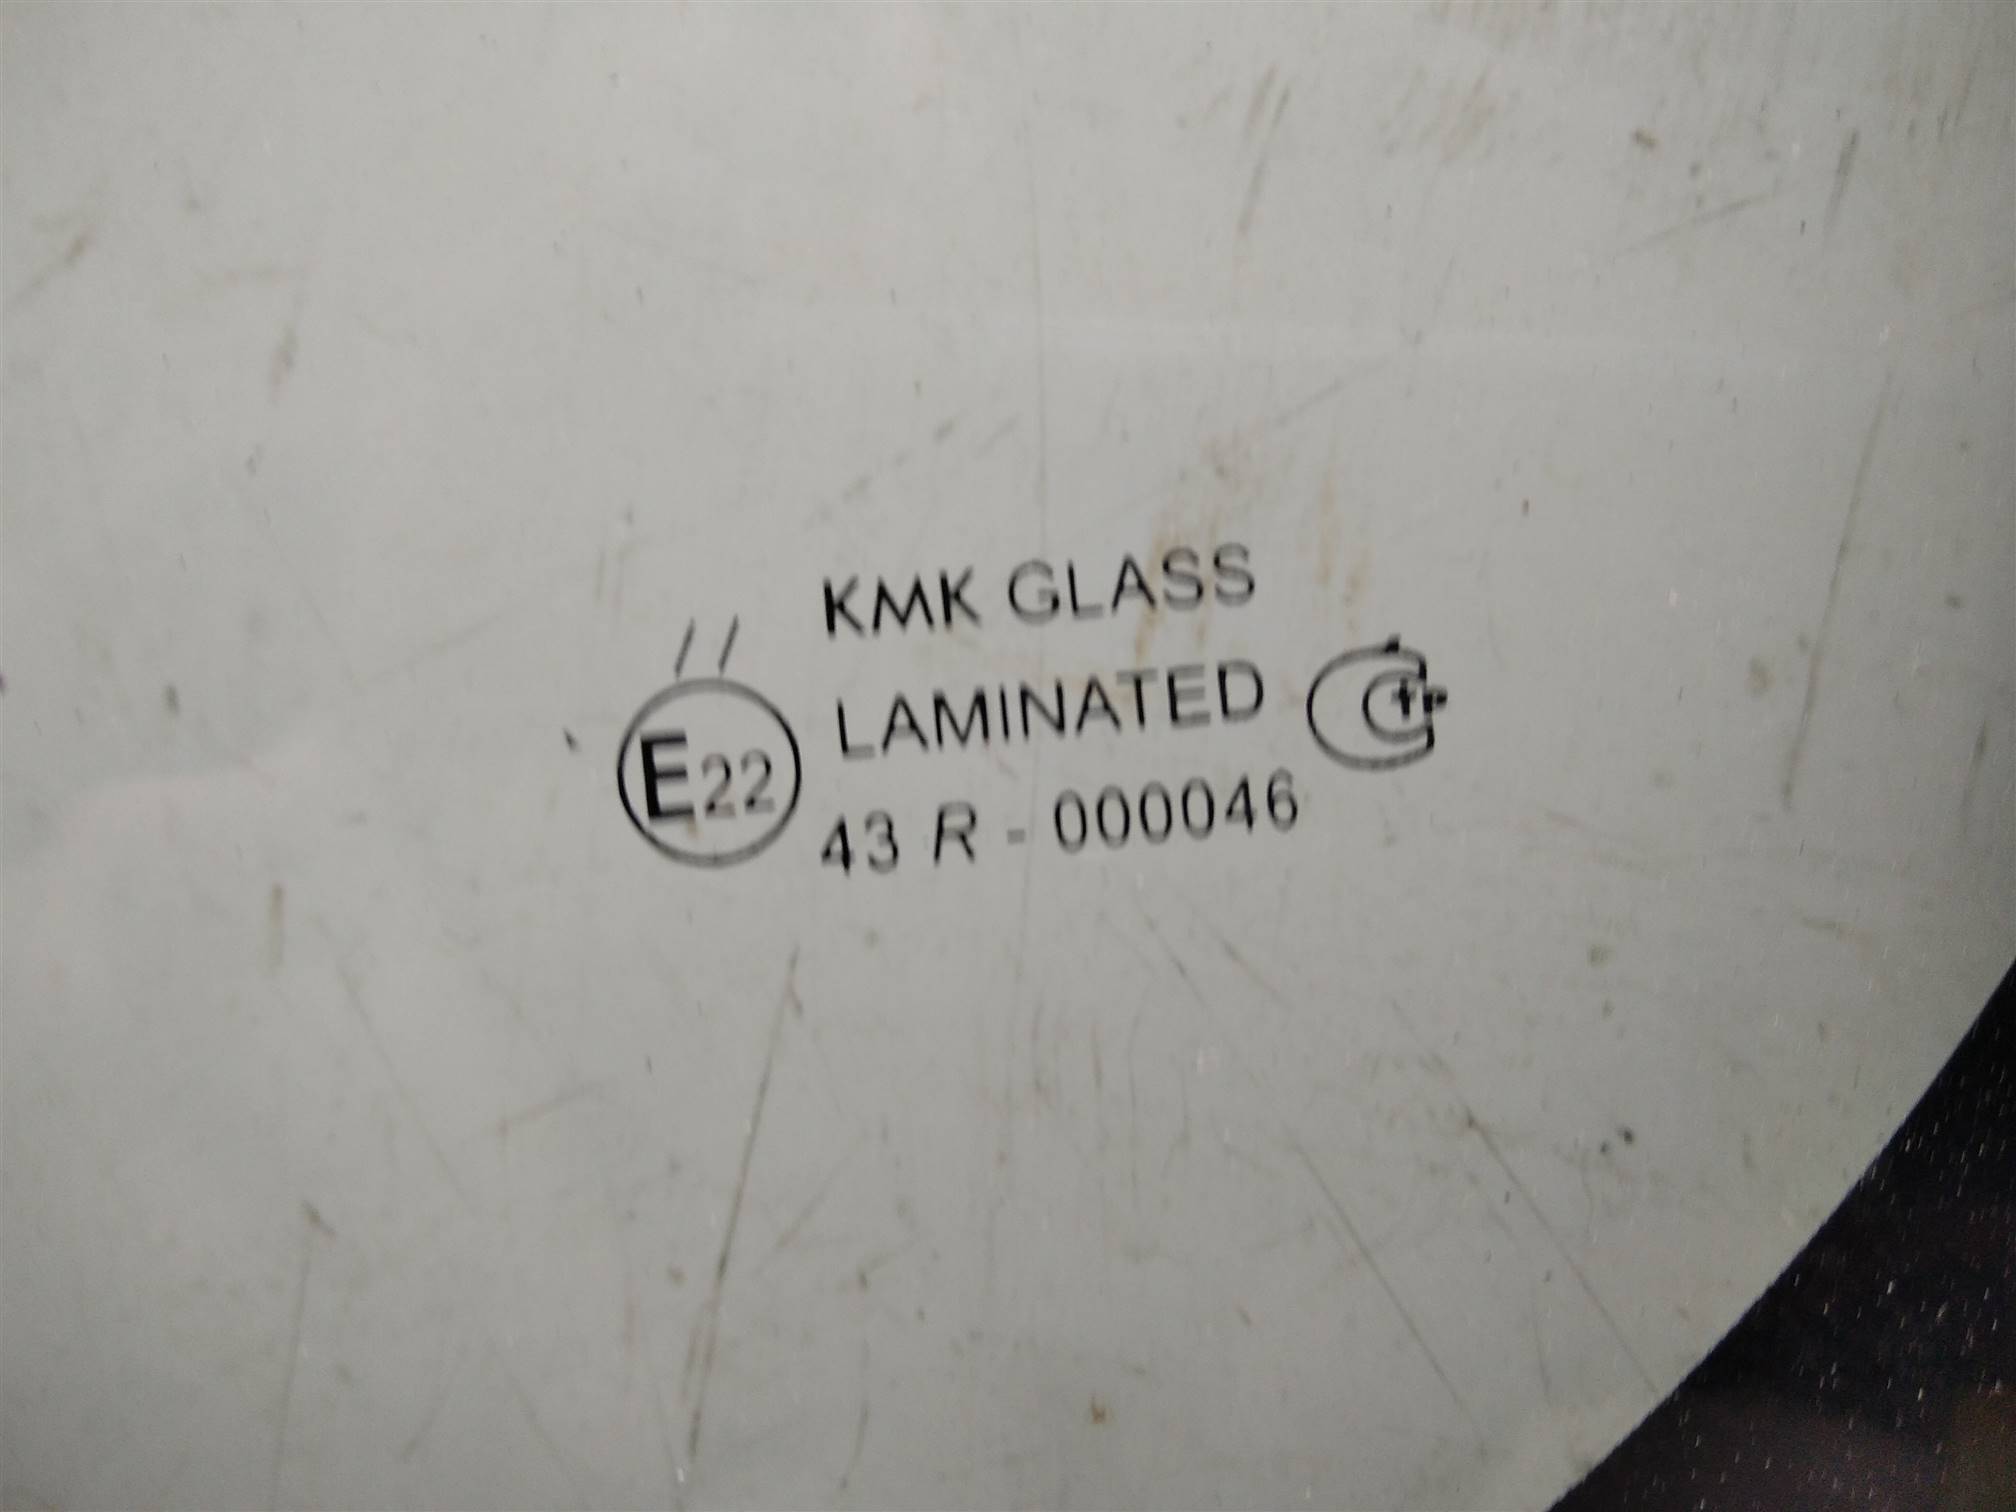 KMK GLASS
//
LAMINATED
E22
43 R - 000046